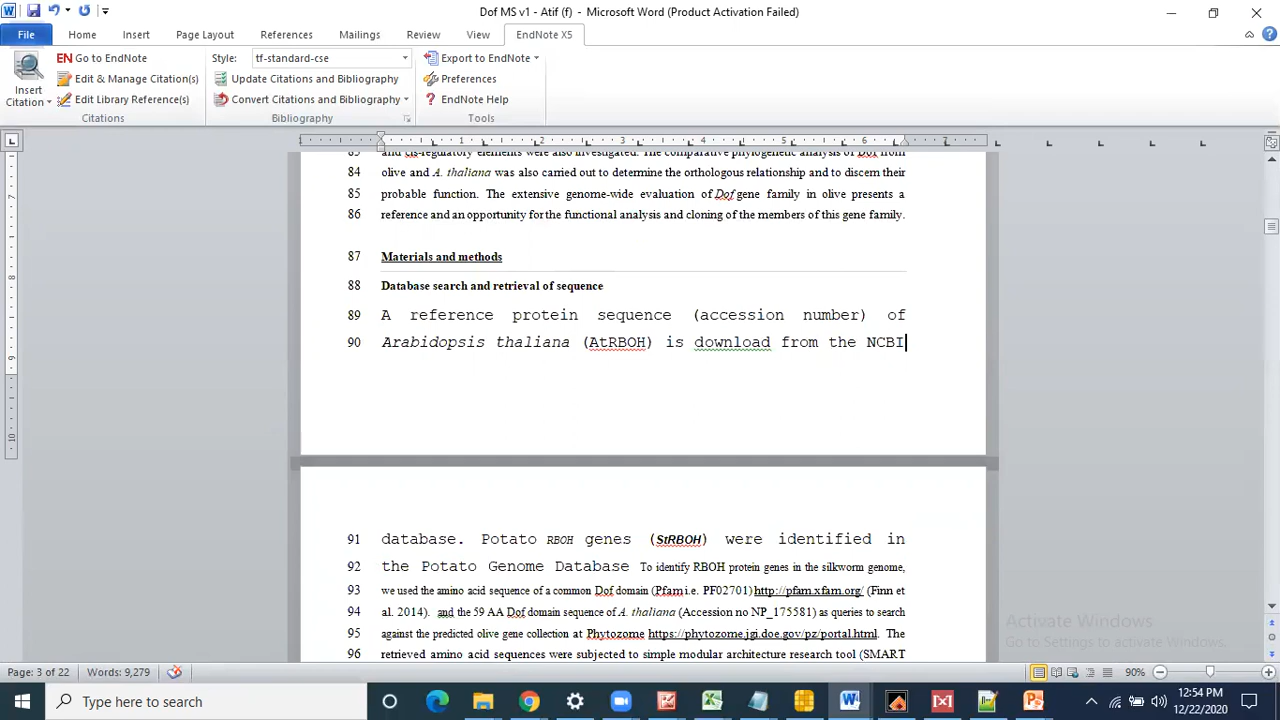 Dof MS v1 - Atif (f) - Microsoft Word (Product Activation Failed)
File Home Insert Page Layout References Mailings Review View EndNote X5
Insert Citation
EN Go to EndNote
Edit & Manage Citation(s)
Edit Library Reference(s)
Citations
Style: tf-standard-cse
Update Citations and Bibliography
Convert Citations and Bibliography
Bibliography
Export to EndNote
Preferences
EndNote Help
Tools
1 1 2 3 4 5 6 7
83 and cis-regulatory elements were also investigated. The comparative phylogenetic analysis of Dof from
84 olive and A. thaliana was also carried out to determine the orthologous relationship and to discern their
85 probable function. The extensive genome-wide evaluation of Dof gene family in olive presents a
86 reference and an opportunity for the functional analysis and cloning of the members of this gene family.
87 Materials and methods
88 Database search and retrieval of sequence
89 A reference protein sequence (accession number) of
90 Arabidopsis thaliana (AtRBOH) is download from the NCBI
91 database. Potato RBOH genes (StRBOH) were identified in
92 the Potato Genome Database To identify RBOH protein genes in the silkworm genome,
93 we used the amino acid sequence of a common Dof domain (Pfam i.e. PF02701) http://pfam.xfam.org/ (Finn et
94 al. 2014). and the 59 AA Dof domain sequence of A. thaliana (Accession no NP_175581) as queries to search
95 against the predicted olive gene collection at Phytozome https://phytozome.jgi.doe.gov/pz/portal.html. The
96 retrieved amino acid sequences were subjected to simple modular architecture research tool (SMART
Activate Windows
Go to Settings to activate Windows.
Page: 3 of 22 Words: 9,279 90%
Type here to search
12:54 PM
12/22/2020